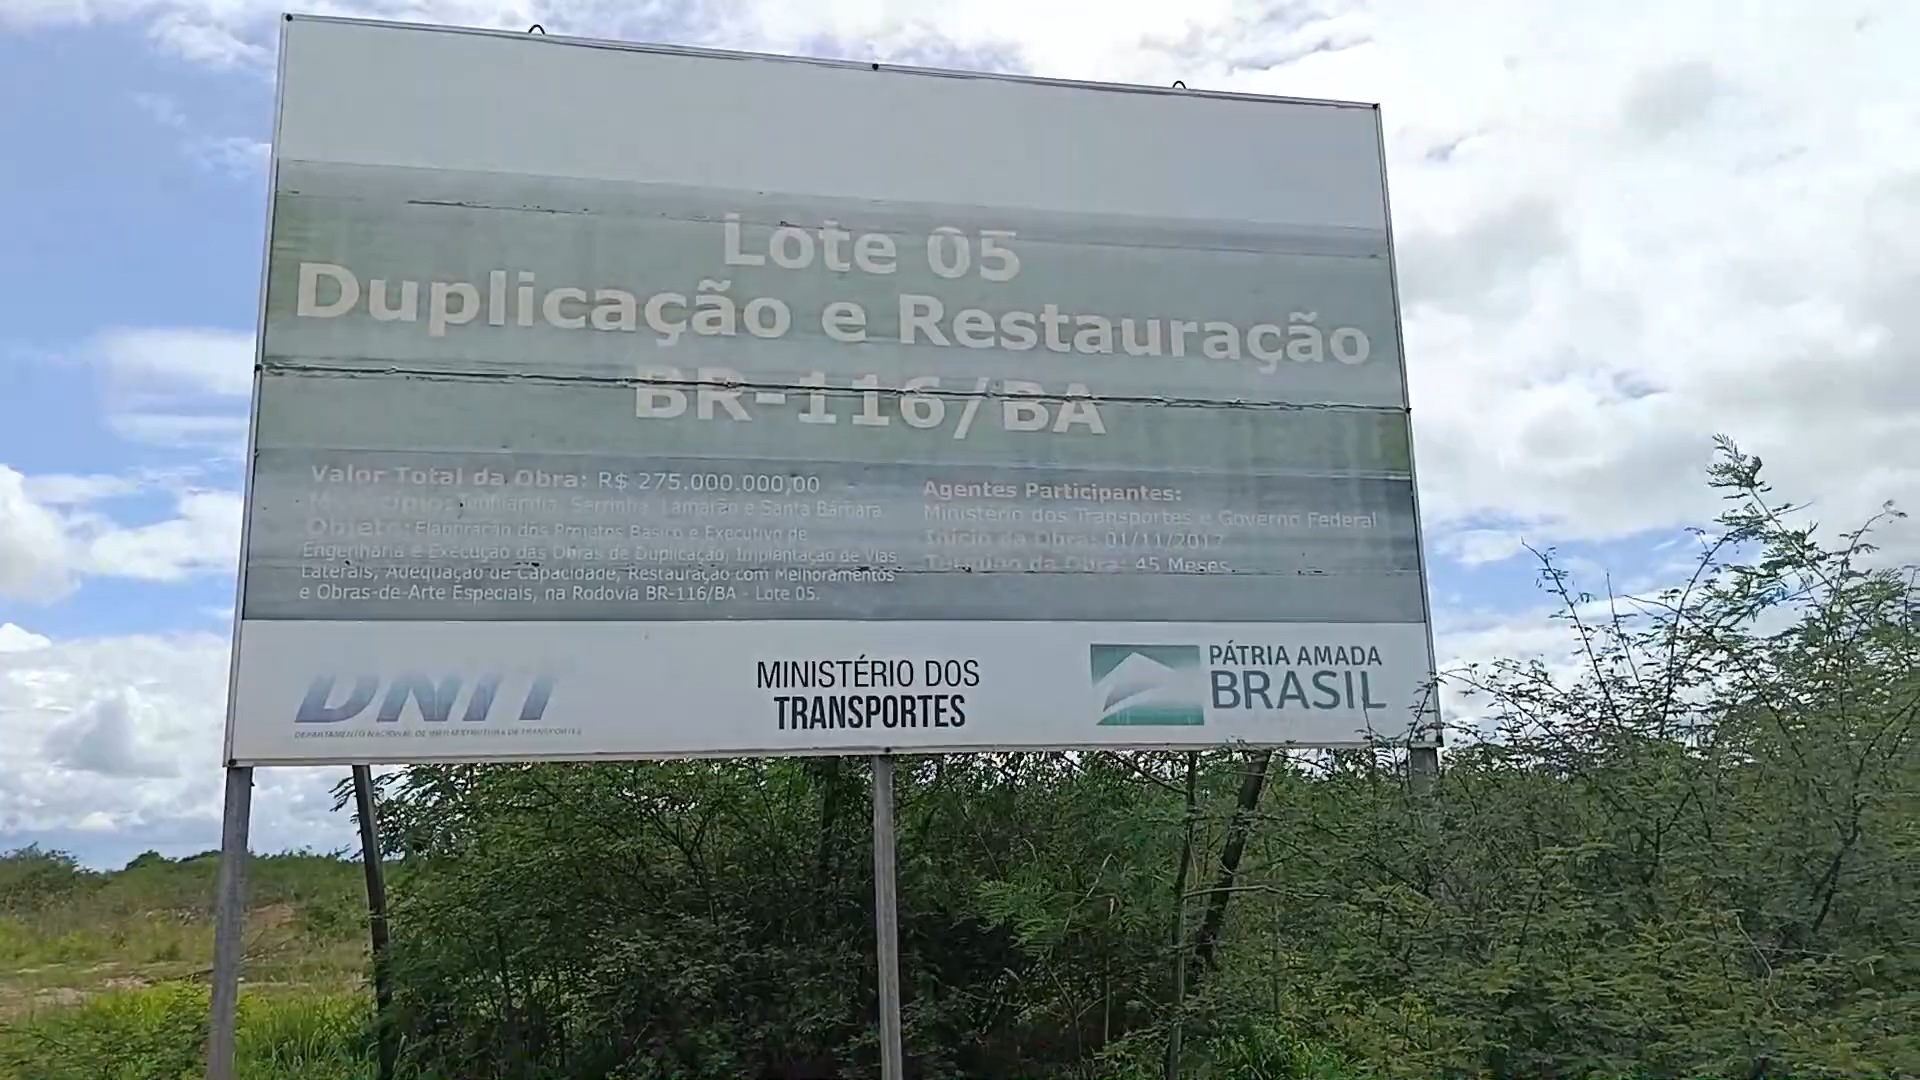 Lote 05
Duplicação e Restauração
BR-116/BA
Valor Total da Obra: R$ 275.000.000,00
Município: Teofilândia, Serrinha, Lamarão e Santa Bárbara
Objeto: Elaboração dos Projetos Básico e Executivo de
Engenharia e Execução das Obras de Duplicação, Implantação de Vias
Laterais, Adequação de Capacidade, Restauração com Melhoramentos
e Obras-de-Arte Especiais, na Rodovia BR-116/BA - Lote 05.
Agentes Participantes:
Ministério dos Transportes e Governo Federal
Início da Obra: 01/11/2017
Término da Obra: 45 Meses.
DNIT
DEPARTAMENTO NACIONAL DE INFRAESTRUTURA DE TRANSPORTES
MINISTÉRIO DOS
TRANSPORTES
PÁTRIA AMADA
BRASIL